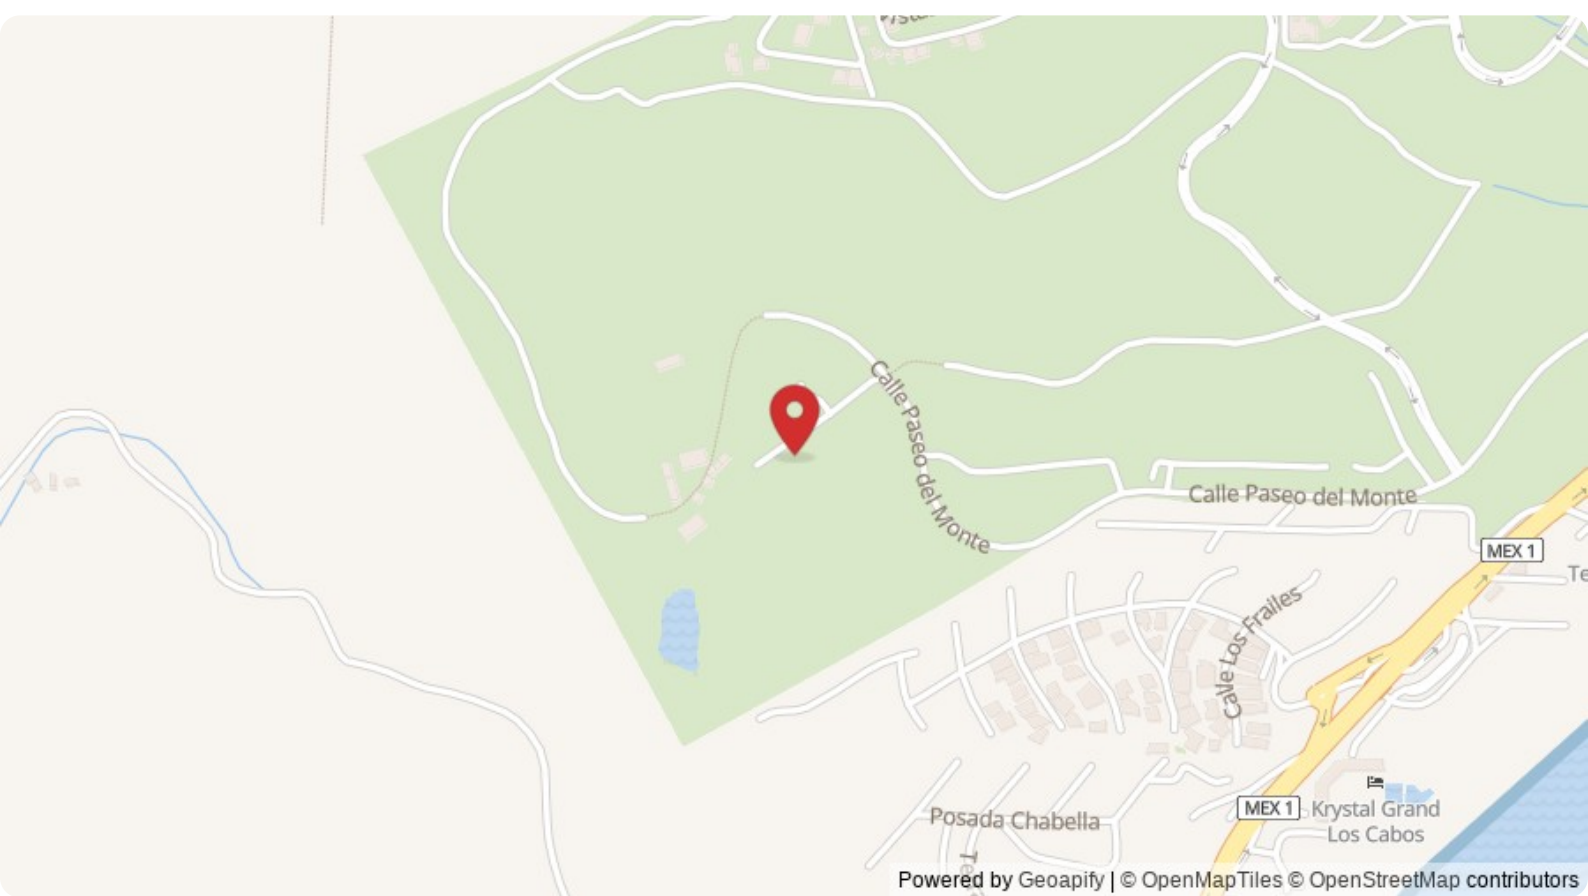 Calle Paseo del Monte
Calle Paseo del Monte
MEX 1
Te
Calle Los Frailes
MEX 1
Krystal Grand
Los Cabos
Posada Chabella
Te
Powered by Geoapify | © OpenMapTiles © OpenStreetMap contributors